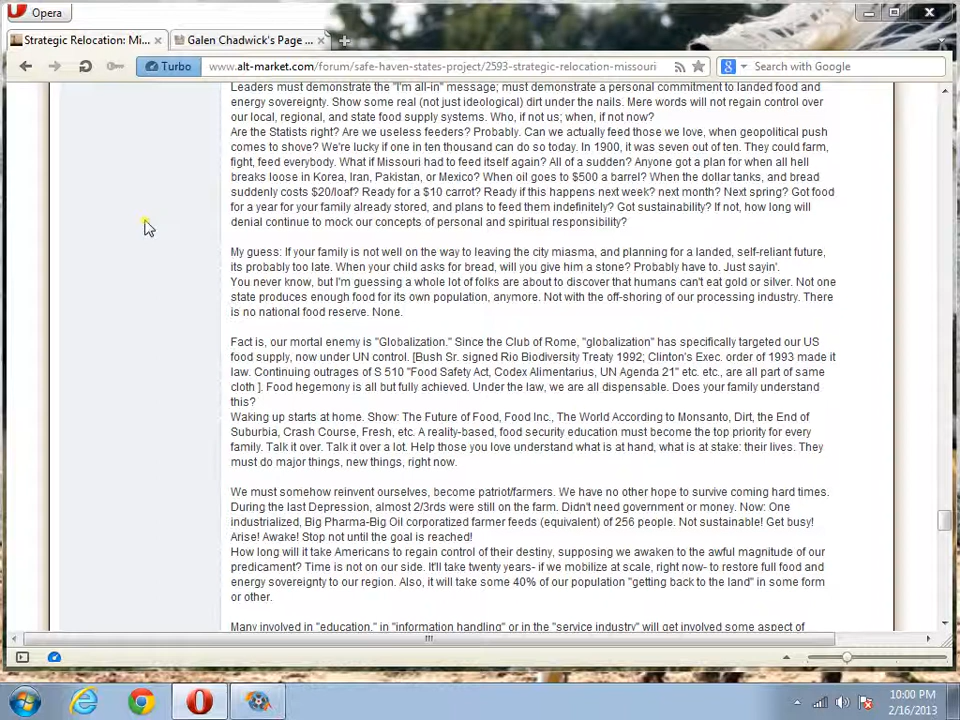 Opera
Strategic Relocation: Mi...
Galen Chadwick's Page ...
Turbo
www.alt-market.com/forum/safe-haven-states-project/2593-strategic-relocation-missouri
Search with Google
Leaders must demonstrate the "I'm all-in" message; must demonstrate a personal commitment to landed food and
energy sovereignty. Show some real (not just ideological) dirt under the nails. Mere words will not regain control over
our local, regional, and state food supply systems. Who, if not us; when, if not now?
Are the Statists right? Are we useless feeders? Probably. Can we actually feed those we love, when geopolitical push
comes to shove? We're lucky if one in ten thousand can do so today. In 1900, it was seven out of ten. They could farm,
fight, feed everybody. What if Missouri had to feed itself again? All of a sudden? Anyone got a plan for when all hell
breaks loose in Korea, Iran, Pakistan, or Mexico? When oil goes to $500 a barrel? When the dollar tanks, and bread
suddenly costs $20/loaf? Ready for a $10 carrot? Ready if this happens next week? next month? Next spring? Got food
for a year for your family already stored, and plans to feed them indefinitely? Got sustainability? If not, how long will
denial continue to mock our concepts of personal and spiritual responsibility?
My guess: If your family is not well on the way to leaving the city miasma, and planning for a landed, self-reliant future,
its probably too late. When your child asks for bread, will you give him a stone? Probably have to. Just sayin'.
You never know, but I'm guessing a whole lot of folks are about to discover that humans can't eat gold or silver. Not one
state produces enough food for its own population, anymore. Not with the off-shoring of our processing industry. There
is no national food reserve. None.
Fact is, our mortal enemy is "Globalization." Since the Club of Rome, "globalization" has specifically targeted our US
food supply, now under UN control. [Bush Sr. signed Rio Biodiversity Treaty 1992; Clinton's Exec. order of 1993 made it
law. Continuing outrages of S 510 "Food Safety Act, Codex Alimentarius, UN Agenda 21" etc. etc., are all part of same
cloth ]. Food hegemony is all but fully achieved. Under the law, we are all dispensable. Does your family understand
this?
Waking up starts at home. Show: The Future of Food, Food Inc., The World According to Monsanto, Dirt, the End of
Suburbia, Crash Course, Fresh, etc. A reality-based, food security education must become the top priority for every
family. Talk it over. Talk it over a lot. Help those you love understand what is at hand, what is at stake: their lives. They
must do major things, new things, right now.
We must somehow reinvent ourselves, become patriot/farmers. We have no other hope to survive coming hard times.
During the last Depression, almost 2/3rds were still on the farm. Didn't need government or money. Now: One
industrialized, Big Pharma-Big Oil corporatized farmer feeds (equivalent) of 256 people. Not sustainable! Get busy!
Arise! Awake! Stop not until the goal is reached!
How long will it take Americans to regain control of their destiny, supposing we awaken to the awful magnitude of our
predicament? Time is not on our side. It'll take twenty years- if we mobilize at scale, right now- to restore full food and
energy sovereignty to our region. Also, it will take some 40% of our population "getting back to the land" in some form
or other.
Many involved in "education," in "information handling" or in the "service industry" will get involved some aspect of
10:00 PM
2/16/2013